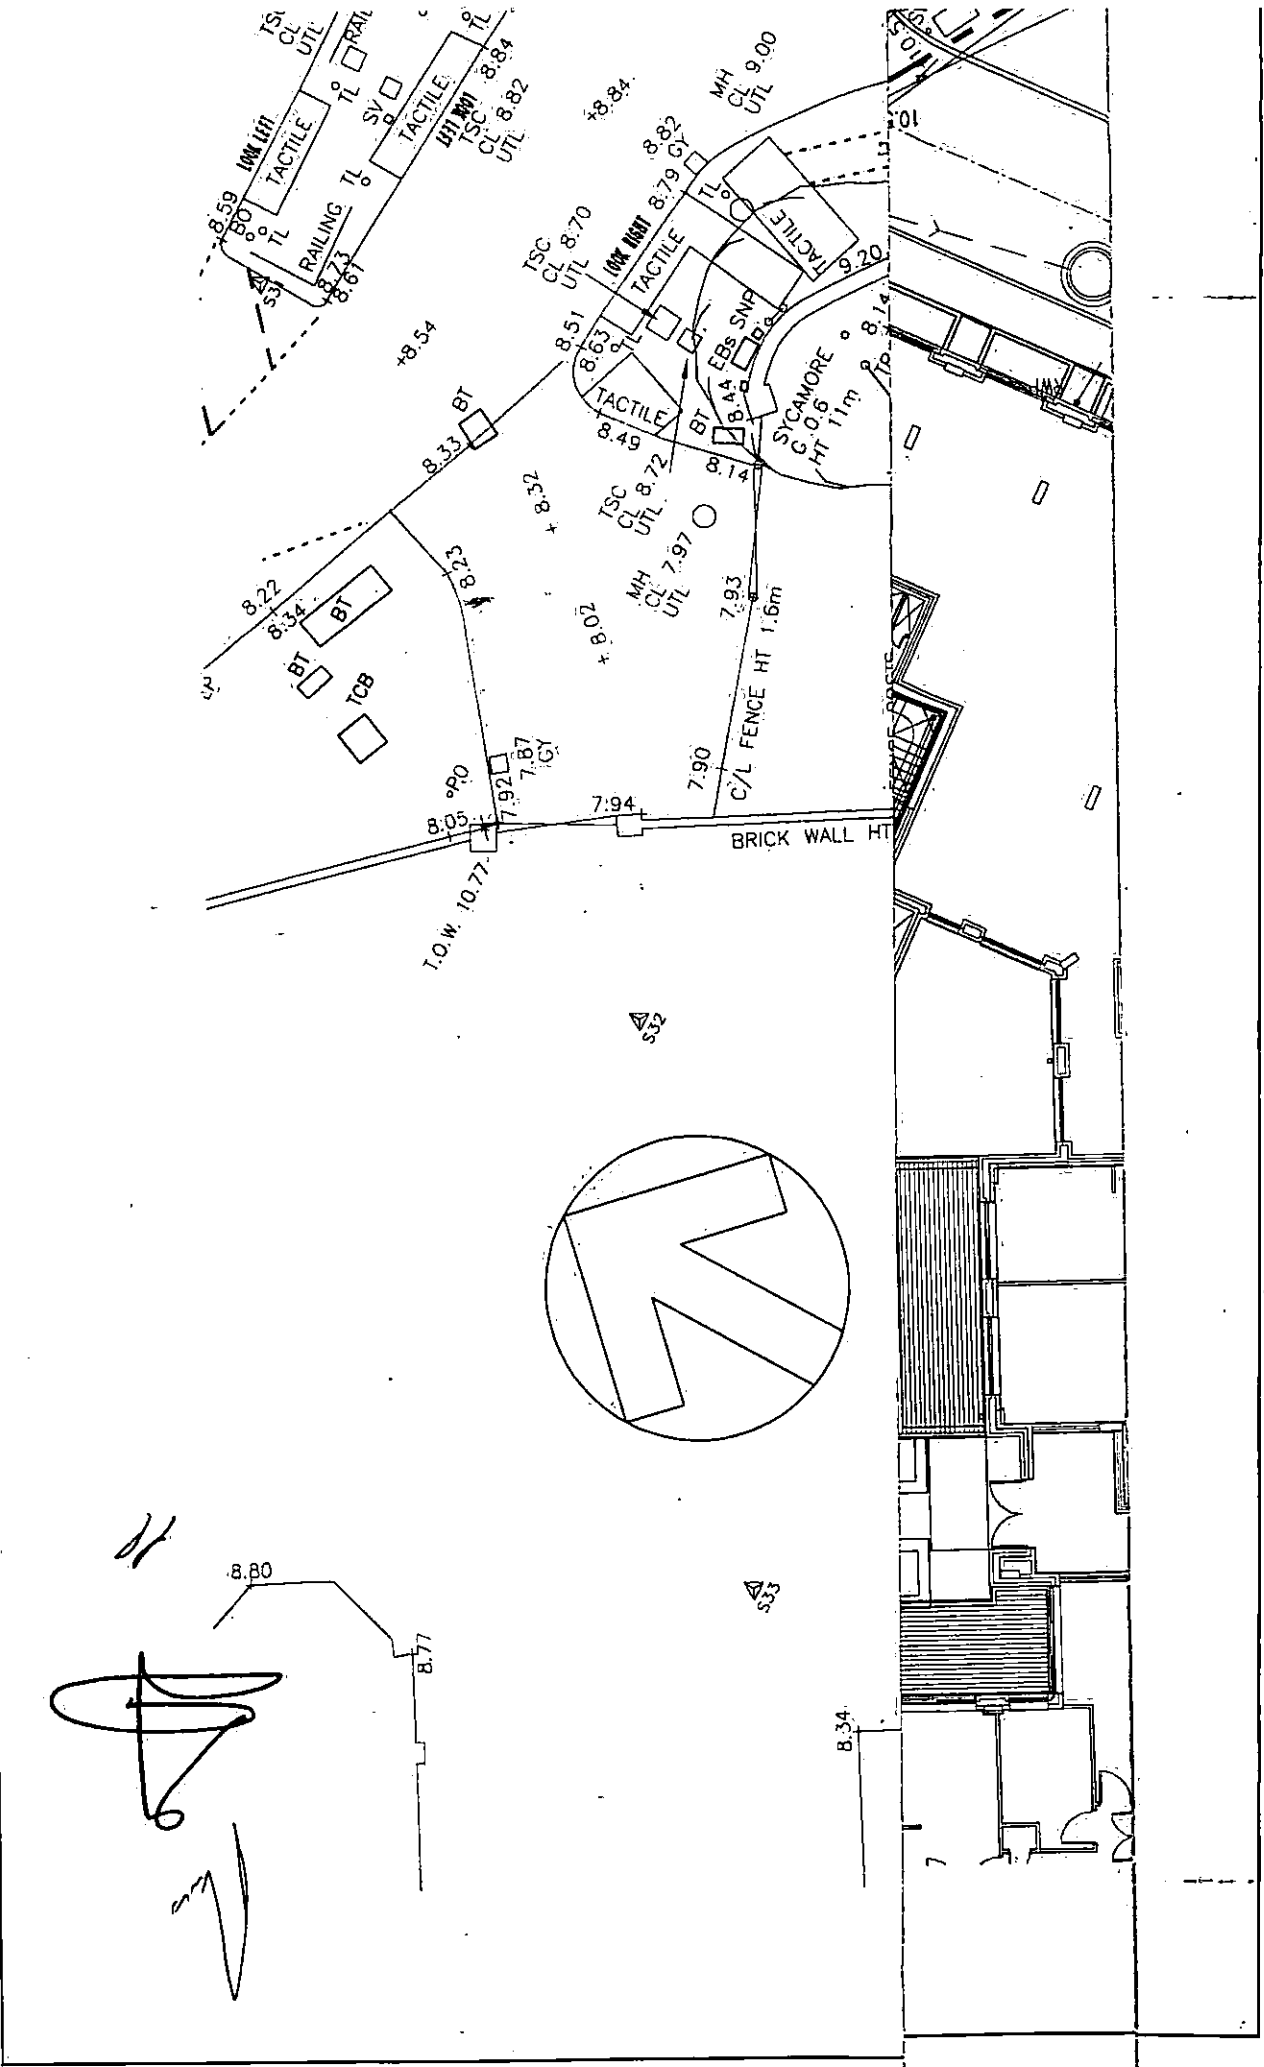 TSC
CL
UTL
RAIL
TL
TL
LOOK LEFT
TACTILE
SV
TACTILE
8.84
LOOK LEFT
TSC
CL 8.82
UTL
+8.84
MH
CL 9.00
UTL
8.59
BO
TL
TL
RAILING
8.73
8.61
S31
8.82
GY
8.79
TL
LOOK RIGHT
TACTILE
TACTILE
9.20
TSC
CL 8.70
UTL
8.51
8.63
TL
+8.54
EBs SNP
8.44
8.14
TP
SYCAMORE
G 0.6
HT 11m
RWP
BT
8.33
TACTILE
8.49
BT
8.14
TSC
CL 8.72
UTL
+ 8.32
MH
CL 7.97
UTL
8.23
8.22
8.34
BT
BT
TCB
+ 8.02
7.93
C/L FENCE HT 1.6m
7.90
PO
7.87
GY
7.92
8.05
7.94
BRICK WALL HT
T.O.W. 10.77
S32
8.80
8.77
S33
8.34
7